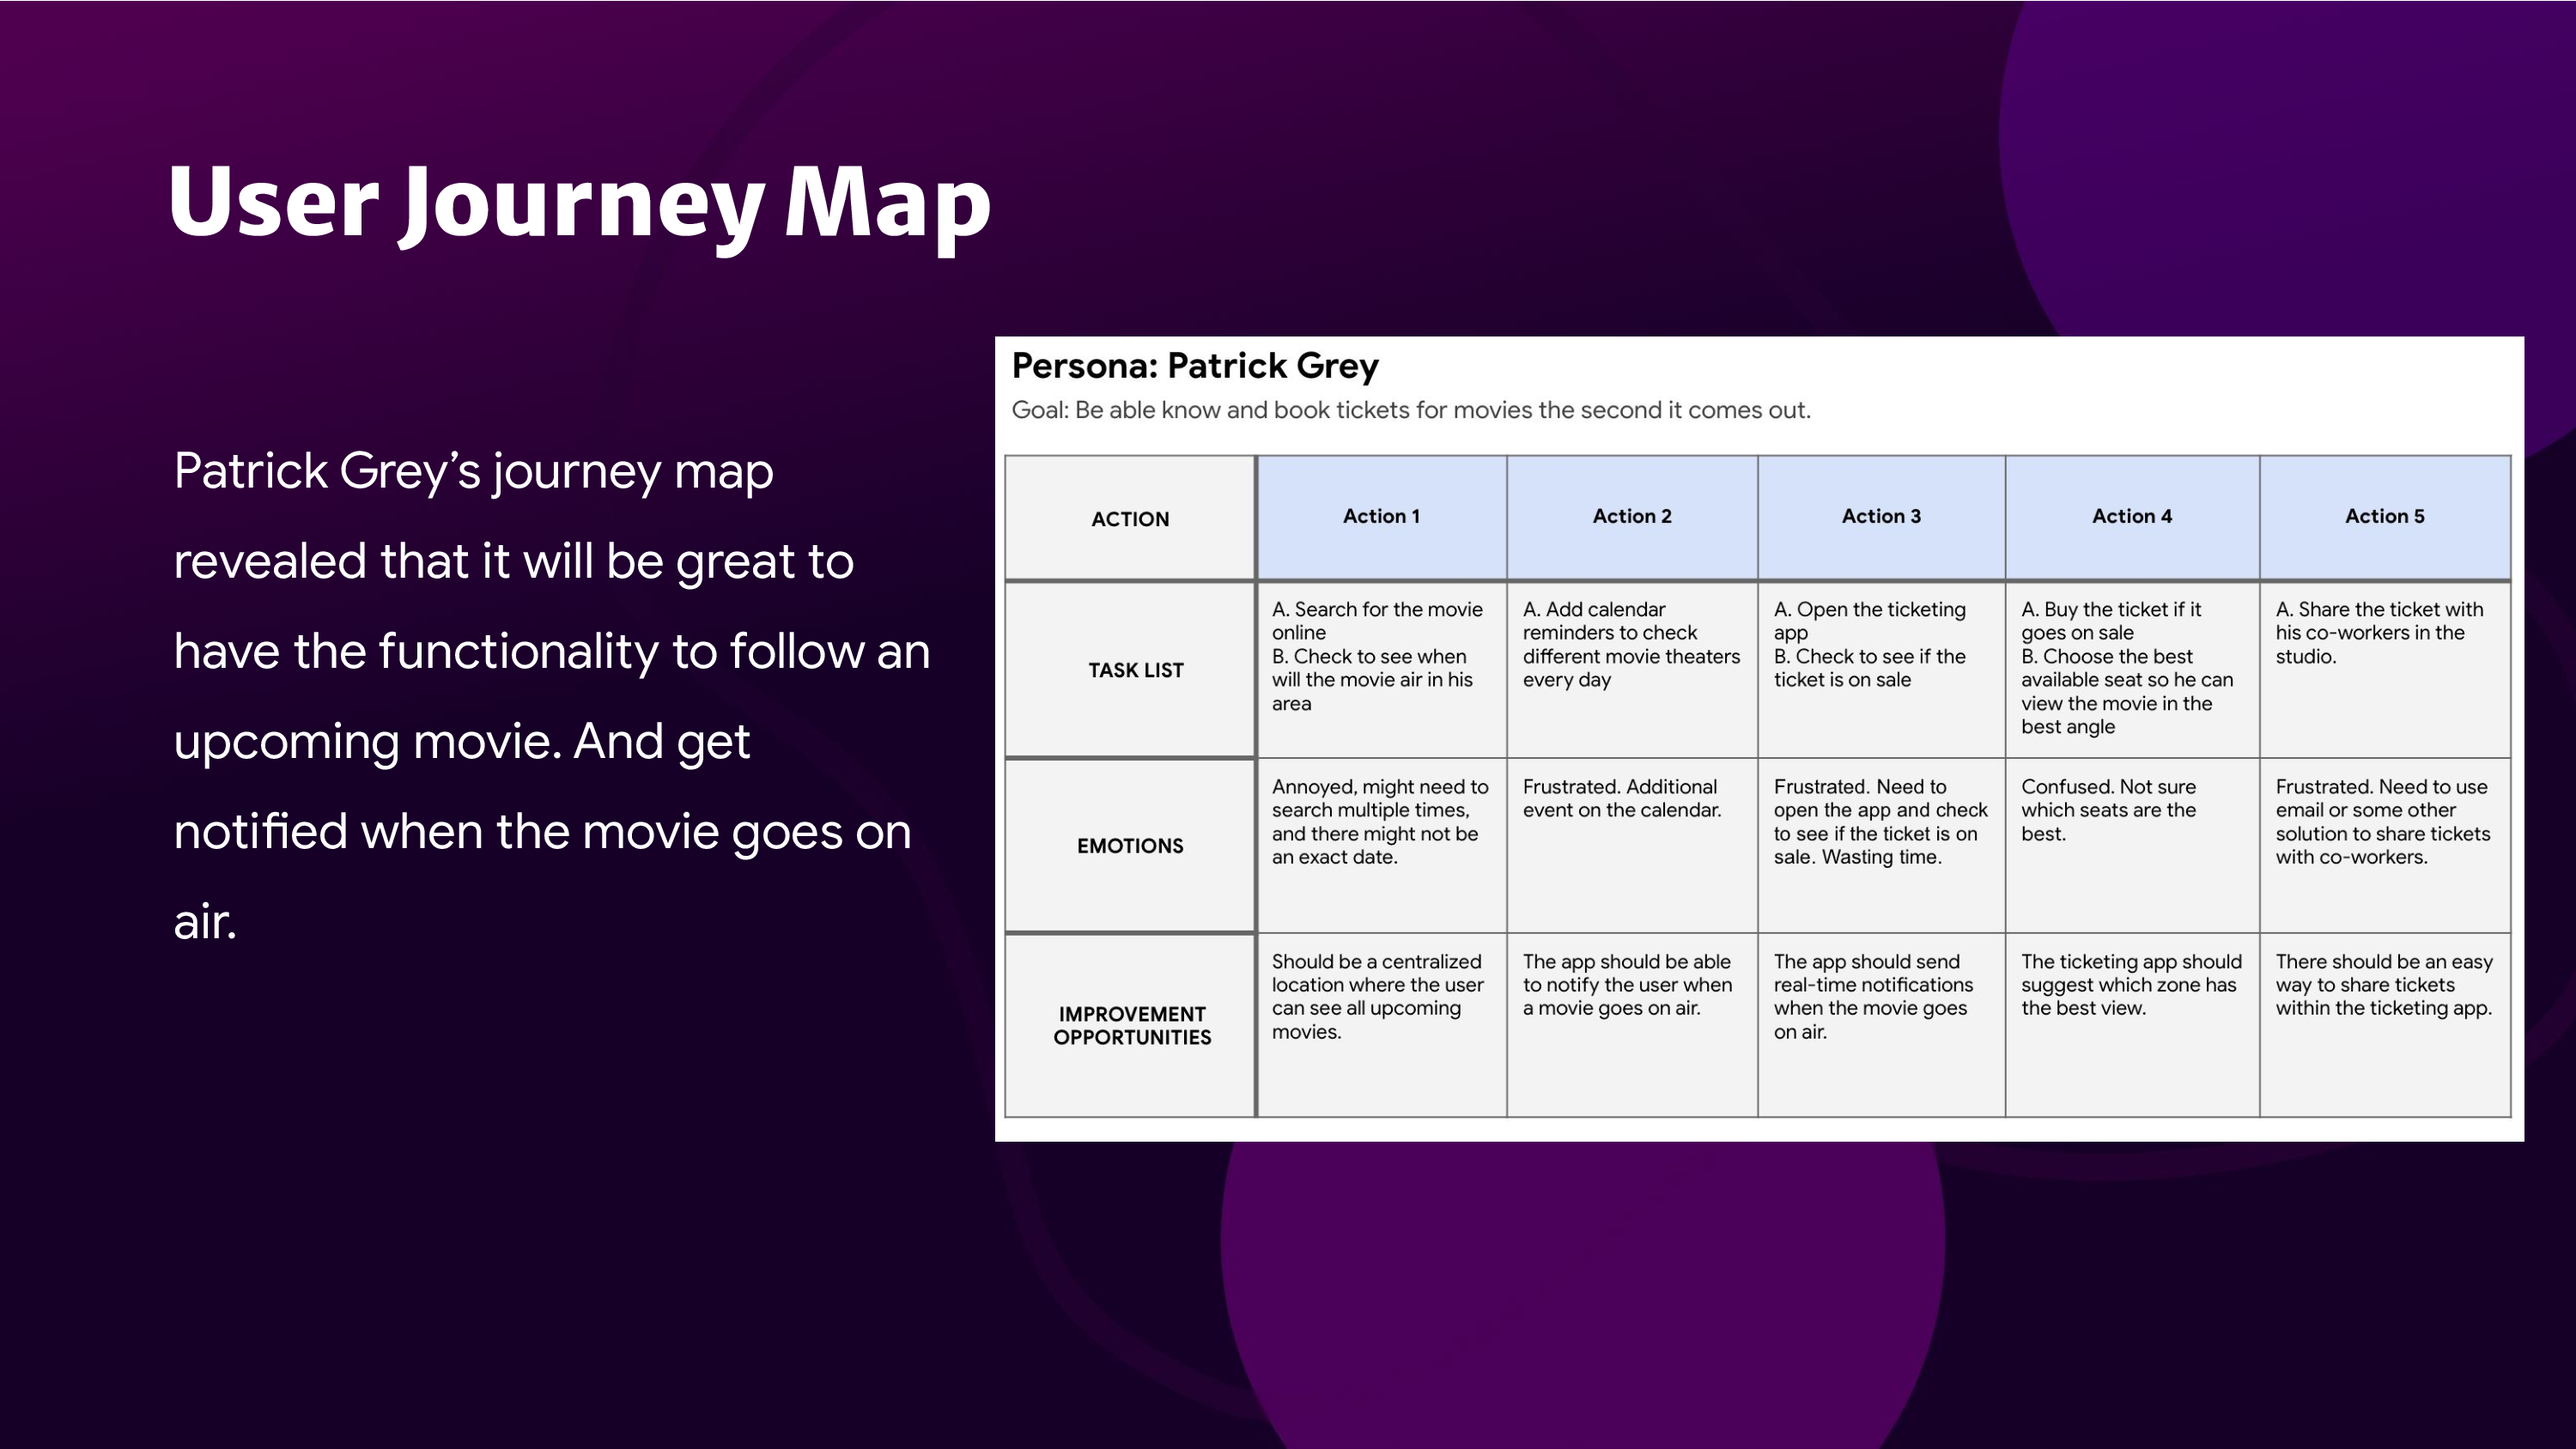 User Journey Map
Patrick Grey’s journey map
revealed that it will be great to
have the functionality to follow an
upcoming movie. And get
notified when the movie goes on
air.
Persona: Patrick Grey
Goal: Be able know and book tickets for movies the second it comes out.
ACTION
Action 1
Action 2
Action 3
Action 4
Action 5
TASK LIST
A. Search for the movie
online
B. Check to see when
will the movie air in his
area
A. Add calendar
reminders to check
different movie theaters
every day
A. Open the ticketing
app
B. Check to see if the
ticket is on sale
A. Buy the ticket if it
goes on sale
B. Choose the best
available seat so he can
view the movie in the
best angle
A. Share the ticket with
his co-workers in the
studio.
EMOTIONS
Annoyed, might need to
search multiple times,
and there might not be
an exact date.
Frustrated. Additional
event on the calendar.
Frustrated. Need to
open the app and check
to see if the ticket is on
sale. Wasting time.
Confused. Not sure
which seats are the
best.
Frustrated. Need to use
email or some other
solution to share tickets
with co-workers.
IMPROVEMENT
OPPORTUNITIES
Should be a centralized
location where the user
can see all upcoming
movies.
The app should be able
to notify the user when
a movie goes on air.
The app should send
real-time notifications
when the movie goes
on air.
The ticketing app should
suggest which zone has
the best view.
There should be an easy
way to share tickets
within the ticketing app.